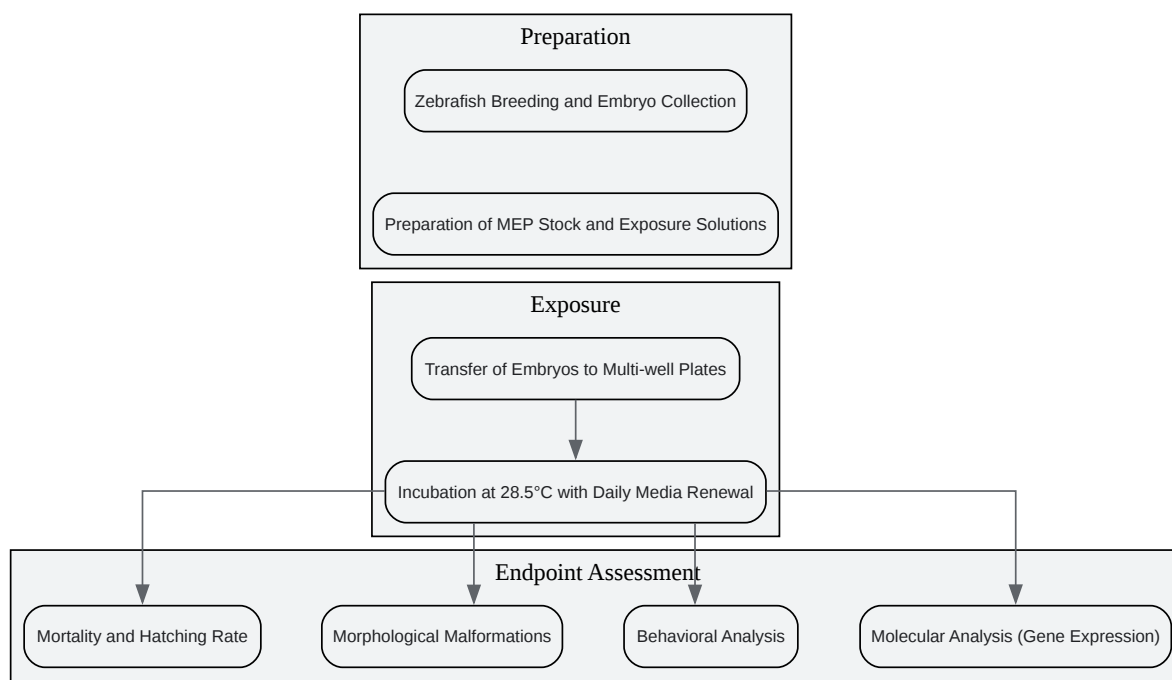 Preparation
Zebrafish Breeding and Embryo Collection
Preparation of MEP Stock and Exposure Solutions
Exposure
Transfer of Embryos to Multi-well Plates
Incubation at 28.5°C with Daily Media Renewal
Endpoint Assessment
Mortality and Hatching Rate
Morphological Malformations
Behavioral Analysis
Molecular Analysis (Gene Expression)